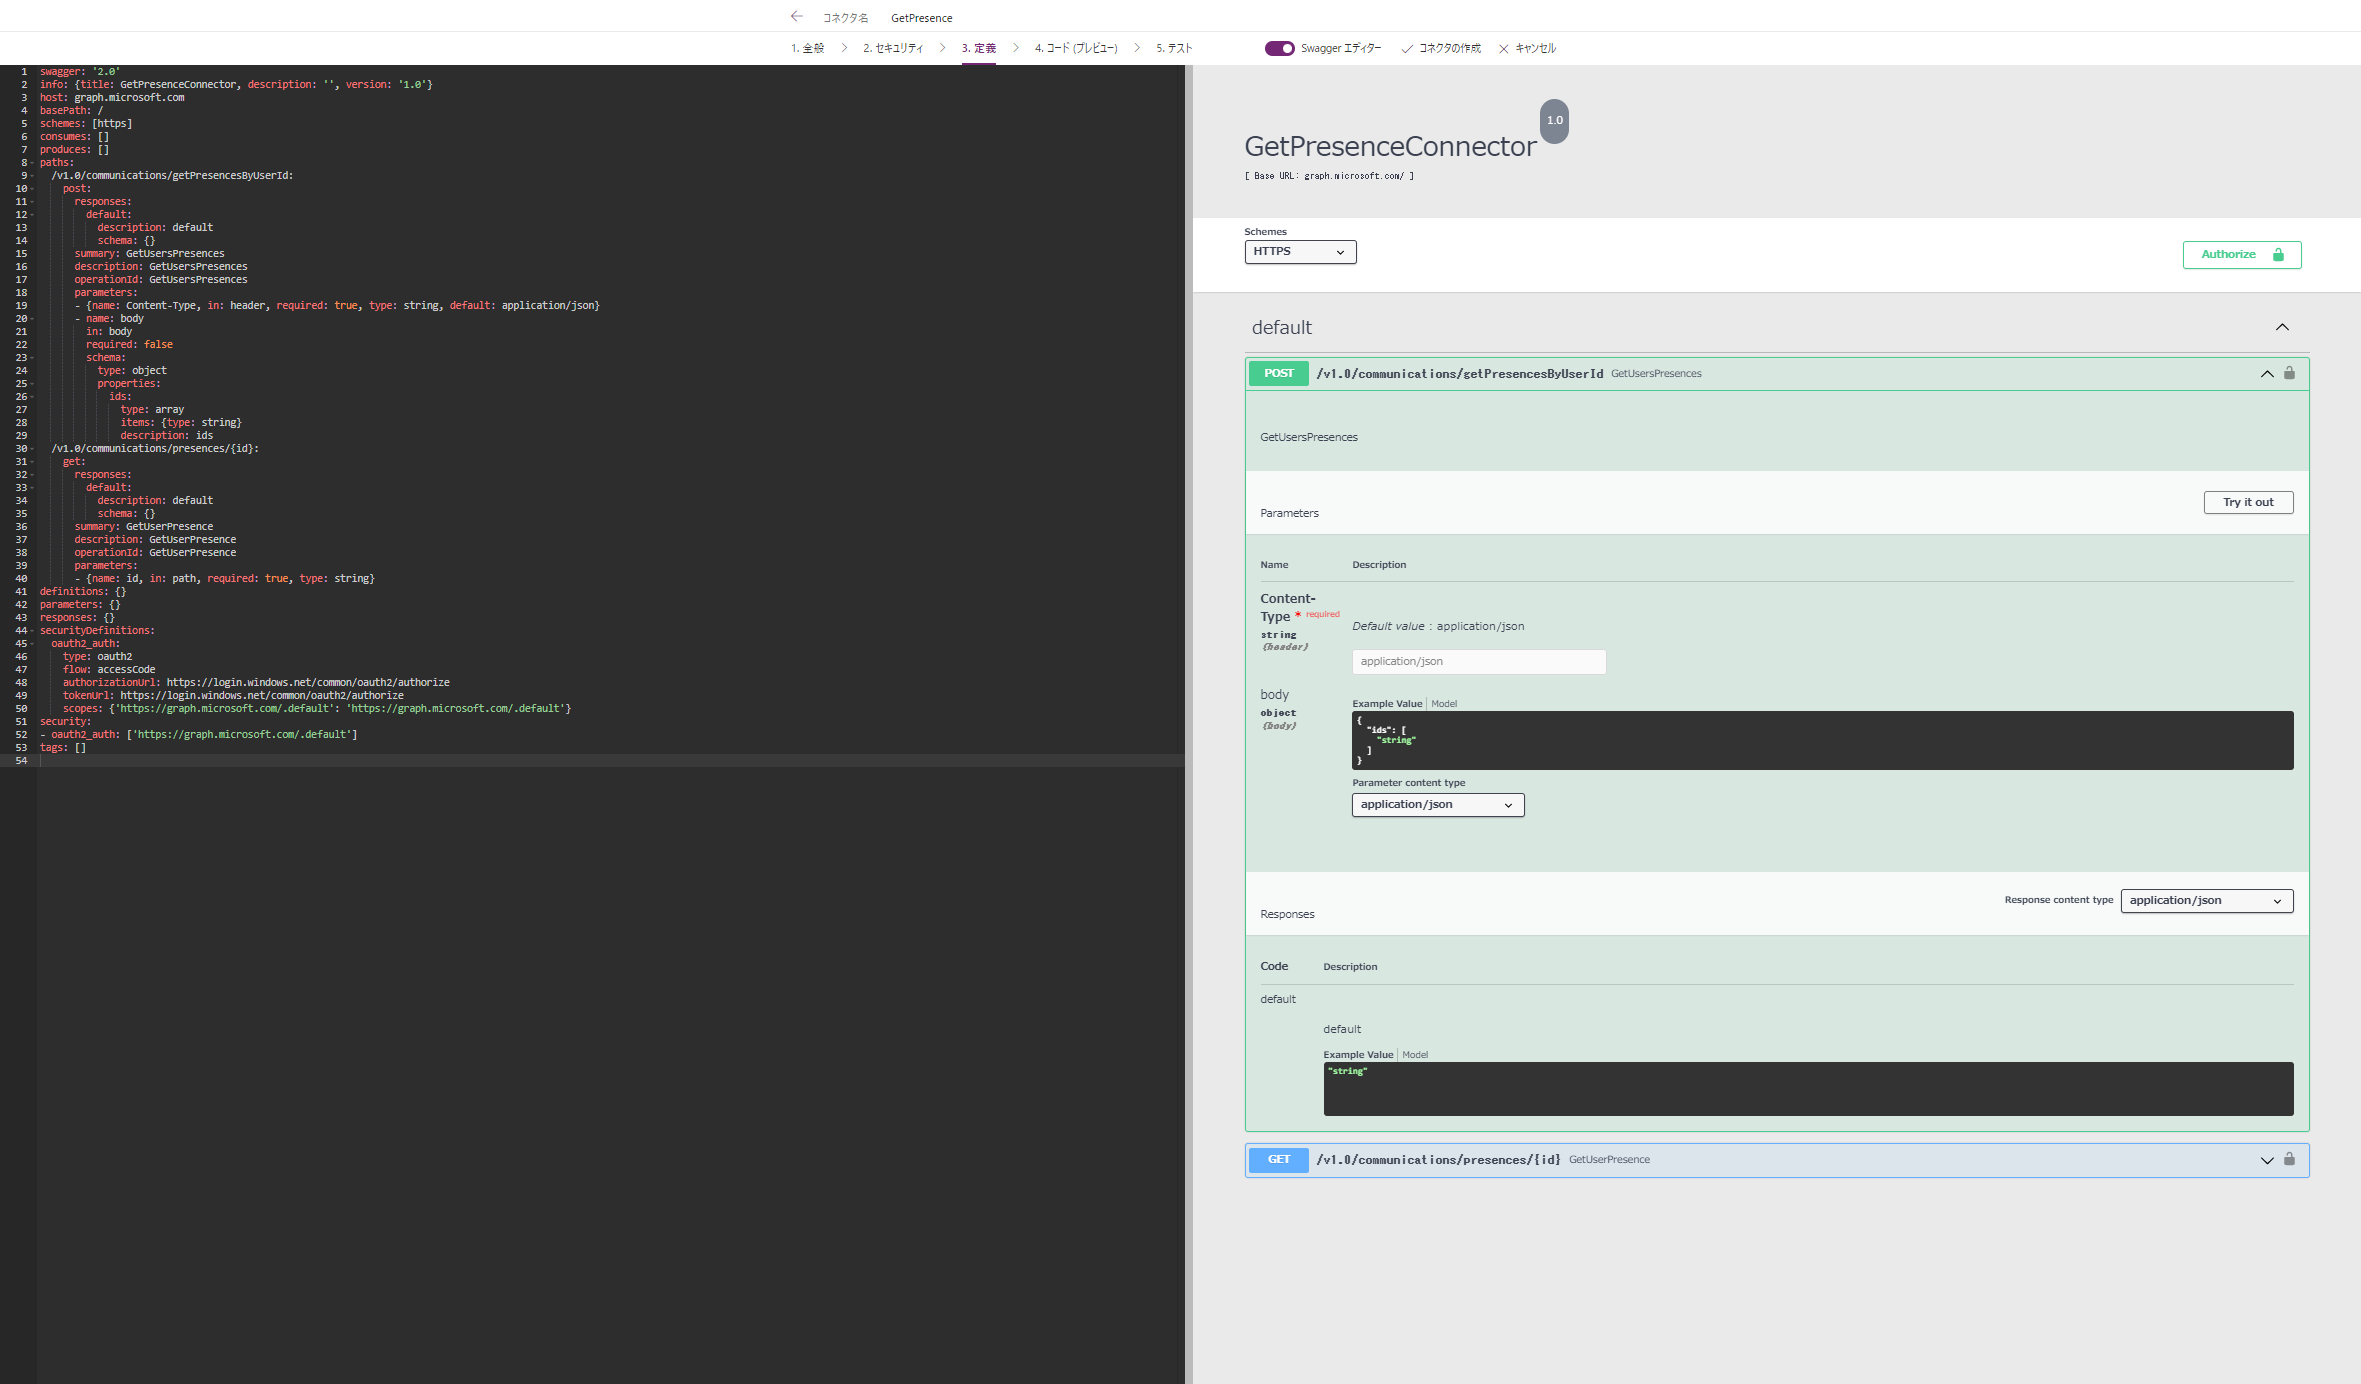 コネクタ名 GetPresence
1. 全般 2. セキュリティ 3. 定義 4. コード (プレビュー) 5. テスト Swagger エディター コネクタの作成 キャンセル
1 swagger: '2.0'
2 info: {title: GetPresenceConnector, description: '', version: '1.0'}
3 host: graph.microsoft.com
4 basePath: /
5 schemes: [https]
6 consumes: []
7 produces: []
8 paths:
9 /v1.0/communications/getPresencesByUserId:
10 post:
11 responses:
12 default:
13 description: default
14 schema: {}
15 summary: GetUsersPresences
16 description: GetUsersPresences
17 operationId: GetUsersPresences
18 parameters:
19 - {name: Content-Type, in: header, required: true, type: string, default: application/json}
20 - name: body
21 in: body
22 required: false
23 schema:
24 type: object
25 properties:
26 ids:
27 type: array
28 items: {type: string}
29 description: ids
30 /v1.0/communications/presences/{id}:
31 get:
32 responses:
33 default:
34 description: default
35 schema: {}
36 summary: GetUserPresence
37 description: GetUserPresence
38 operationId: GetUserPresence
39 parameters:
40 - {name: id, in: path, required: true, type: string}
41 definitions: {}
42 parameters: {}
43 responses: {}
44 securityDefinitions:
45 oauth2_auth:
46 type: oauth2
47 flow: accessCode
48 authorizationUrl: https://login.windows.net/common/oauth2/authorize
49 tokenUrl: https://login.windows.net/common/oauth2/authorize
50 scopes: {'https://graph.microsoft.com/.default': 'https://graph.microsoft.com/.default'}
51 security:
52 - oauth2_auth: ['https://graph.microsoft.com/.default']
53 tags: []
54
GetPresenceConnector 1.0
[ Base URL: graph.microsoft.com/ ]
Schemes
HTTPS
Authorize
default
POST /v1.0/communications/getPresencesByUserId GetUsersPresences
GetUsersPresences
Parameters Try it out
Name Description
Content-Type * required
string
(header)
Default value : application/json
application/json
body
object
(body)
Example Value Model
{
"ids": [
"string"
]
}
Parameter content type
application/json
Responses Response content type application/json
Code Description
default
default
Example Value Model
"string"
GET /v1.0/communications/presences/{id} GetUserPresence